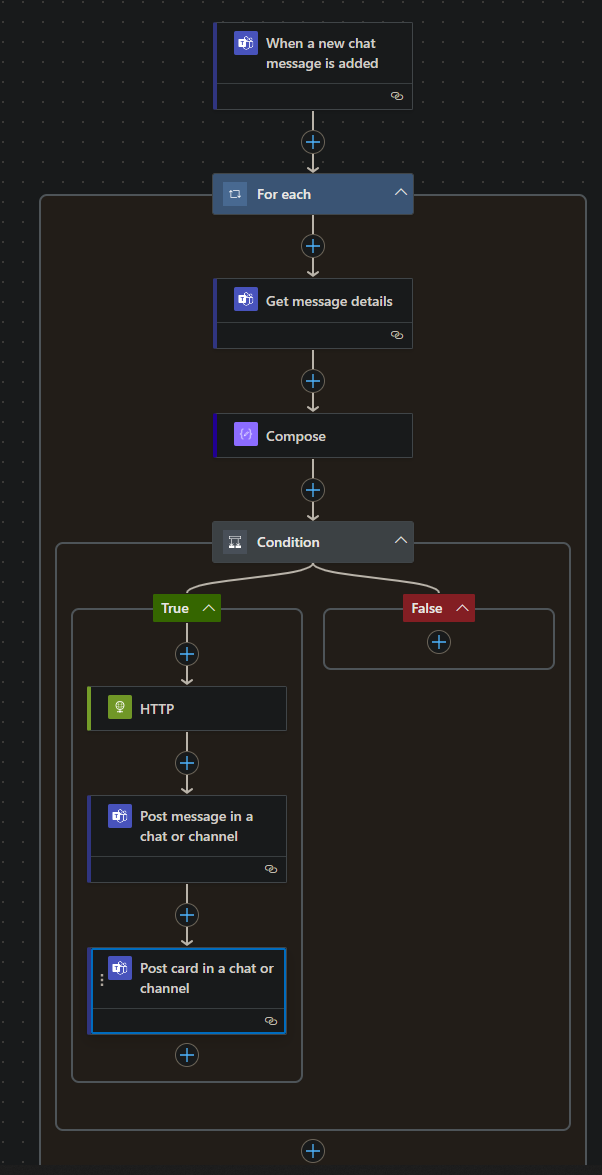 When a new chat
message is added
For each
Get message details
Compose
Condition
True
False
HTTP
Post message in a
chat or channel
Post card in a chat or
channel